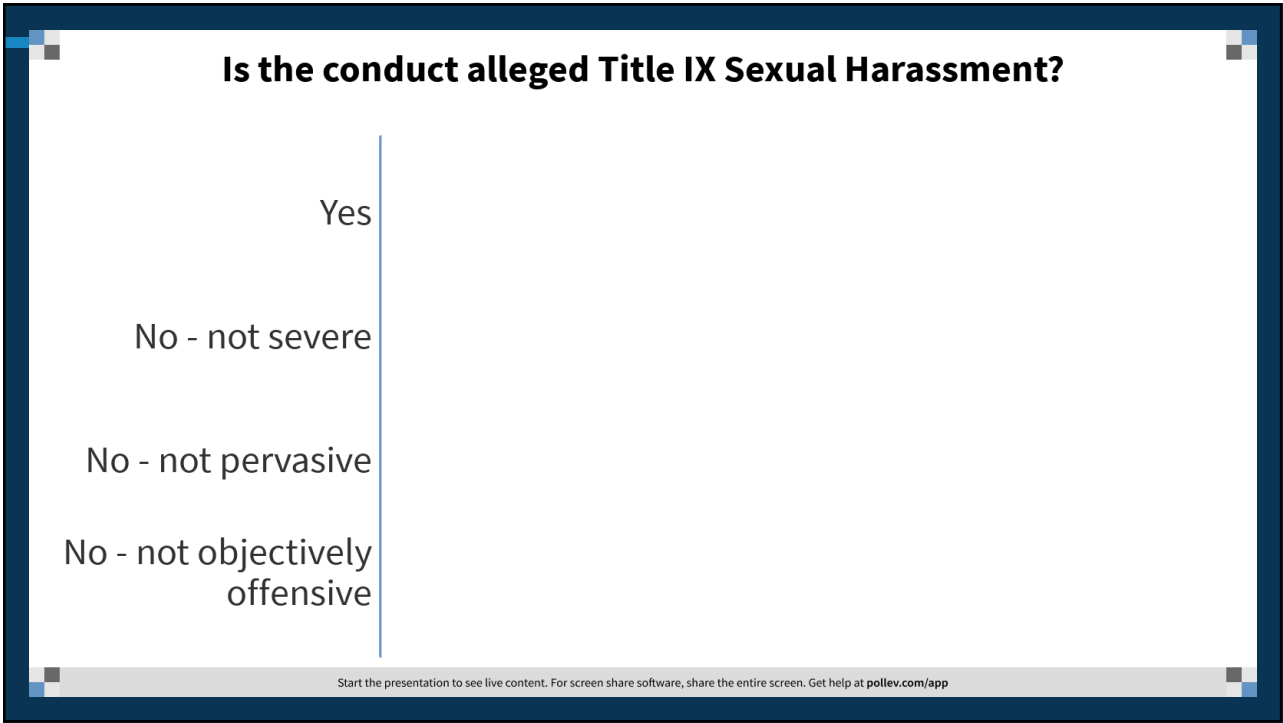 Is the conduct alleged Title IX Sexual Harassment?
Yes
No - not severe
No - not pervasive
No - not objectively
offensive
Start the presentation to see live content. For screen share software, share the entire screen. Get help at pollev.com/app